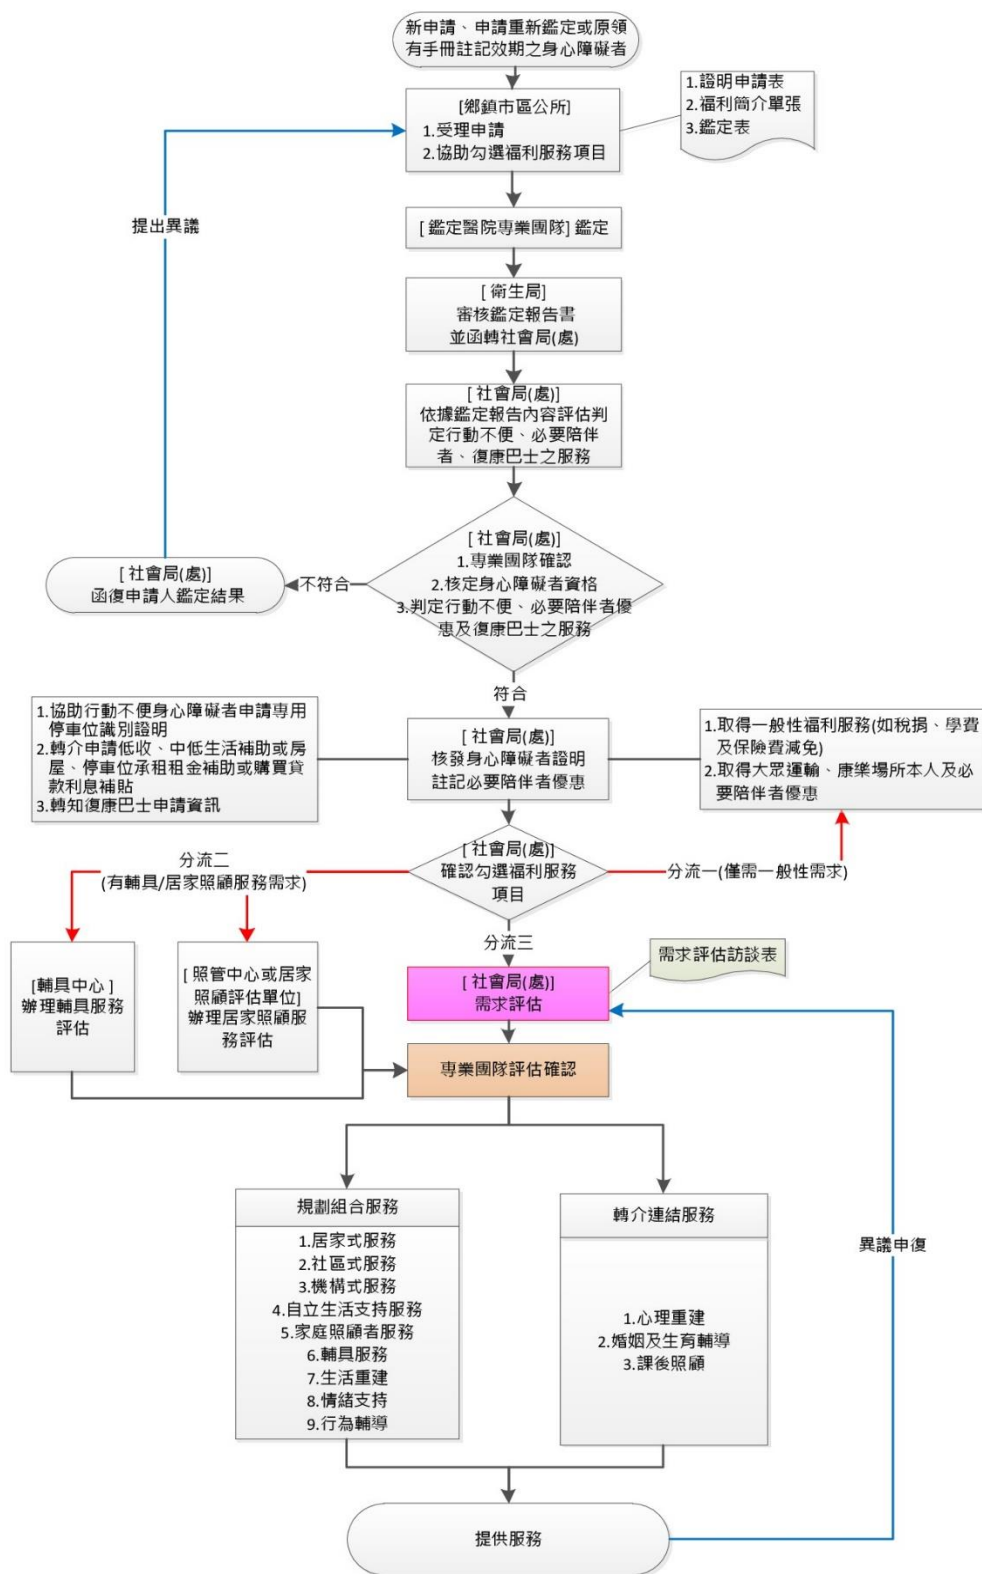 新申請、申請重新鑑定或原領
有手冊註記效期之身心障礙者
[鄉鎮市區公所]
1.受理申請
2.協助勾選福利服務項目
1.證明申請表
2.福利簡介單張
3.鑑定表
提出異議
[ 鑑定醫院專業團隊] 鑑定
[ 衛生局]
審核鑑定報告書
並函轉社會局(處)
[ 社會局(處)]
依據鑑定報告內容評估判
定行動不便、必要陪伴
者、復康巴士之服務
[ 社會局(處)]
1.專業團隊確認
2.核定身心障礙者資格
3.判定行動不便、必要陪伴者優
惠及復康巴士之服務
不符合
[ 社會局(處)]
函復申請人鑑定結果
符合
1.協助行動不便身心障礙者申請專用
停車位識別證明
2.轉介申請低收、中低生活補助或房
屋、停車位承租租金補助或購買貸
款利息補貼
3.轉知復康巴士申請資訊
[ 社會局(處)]
核發身心障礙者證明
註記必要陪伴者優惠
1.取得一般性福利服務(如稅捐、學費
及保險費減免)
2.取得大眾運輸、康樂場所本人及必
要陪伴者優惠
[ 社會局(處)]
確認勾選福利服務
項目
分流二
(有輔具/居家照顧服務需求)
分流一(僅需一般性需求)
分流三
[輔具中心 ]
辦理輔具服務
評估
[ 照管中心或居家
照顧評估單位]
辦理居家照顧服
務評估
[ 社會局(處)]
需求評估
需求評估訪談表
專業團隊評估確認
規劃組合服務
1.居家式服務
2.社區式服務
3.機構式服務
4.自立生活支持服務
5.家庭照顧者服務
6.輔具服務
7.生活重建
8.情緒支持
9.行為輔導
轉介連結服務
1.心理重建
2.婚姻及生育輔導
3.課後照顧
異議申復
提供服務